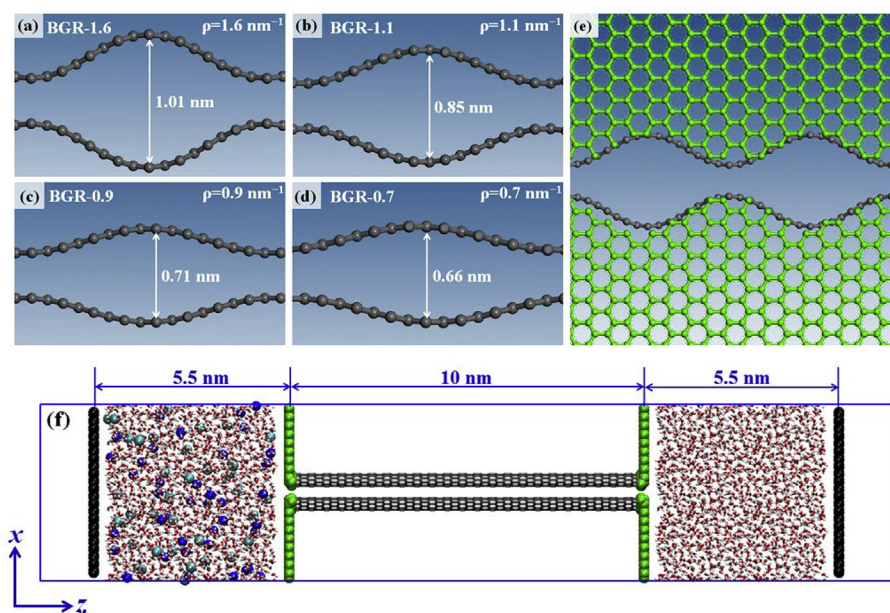 (a) BGR-1.6 ρ=1.6 nm⁻¹
1.01 nm
(b) BGR-1.1 ρ=1.1 nm⁻¹
0.85 nm
(c) BGR-0.9 ρ=0.9 nm⁻¹
0.71 nm
(d) BGR-0.7 ρ=0.7 nm⁻¹
0.66 nm
(e)
5.5 nm 10 nm 5.5 nm
(f)
x
z